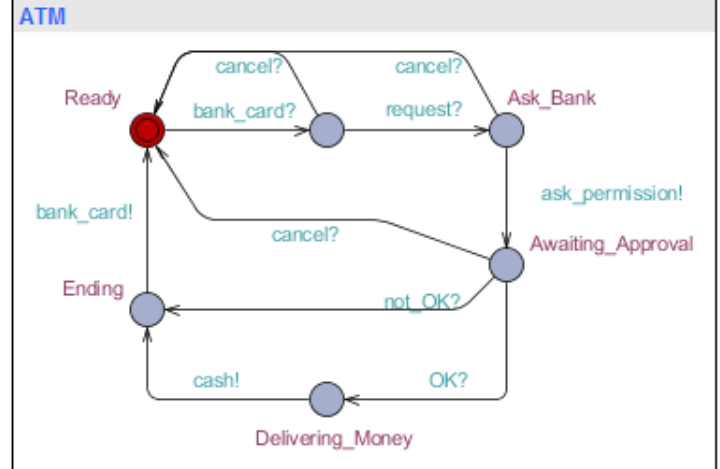 ATM
cancel?
cancel?
Ready
Ask_Bank
bank_card?
request?
ask_permission!
bank_card!
cancel?
Awaiting_Approval
Ending
not_OK?
cash!
OK?
Delivering_Money